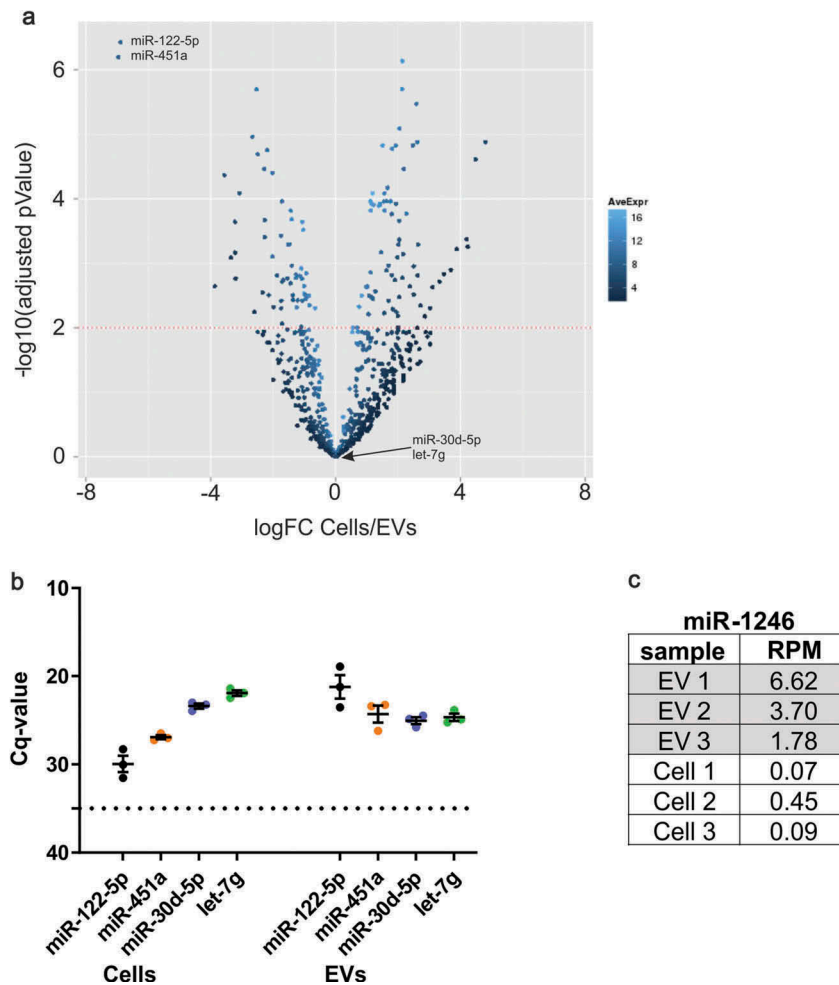 a
miR-122-5p
miR-451a
6
4
2
0
-log10(adjusted pValue)
miR-30d-5p
let-7g
-8
-4
0
4
8
logFC Cells/EVs
AveExpr
16
12
8
4
b
10
20
30
40
Cq-value
miR-122-5p
miR-451a
miR-30d-5p
let-7g
miR-122-5p
miR-451a
miR-30d-5p
let-7g
Cells
EVs
c
miR-1246
sample RPM
EV 1 6.62
EV 2 3.70
EV 3 1.78
Cell 1 0.07
Cell 2 0.45
Cell 3 0.09